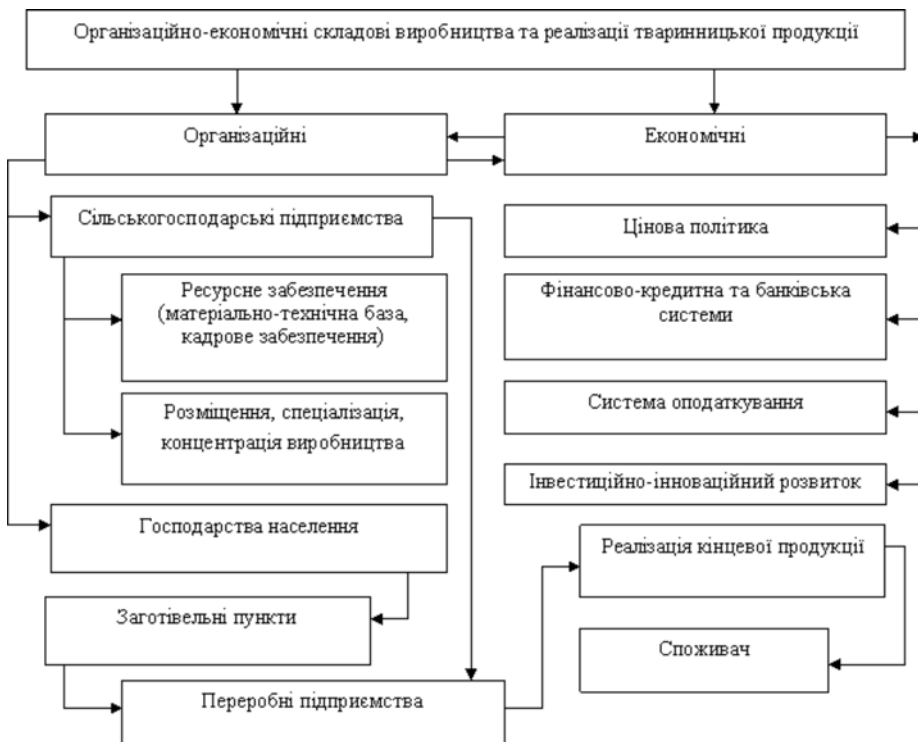 Організаційно-економічні складові виробництва та реалізації тваринницької продукції
Організаційні
Економічні
Сільськогосподарські підприємства
Цінова політика
Ресурсне забезпечення
(матеріально-технічна база,
кадрове забезпечення)
Фінансово-кредитна та банківська
системи
Розміщення, спеціалізація,
концентрація виробництва
Система оподаткування
Інвестиційно-інноваційний розвиток
Господарства населення
Реалізація кінцевої продукції
Заготівельні пункти
Споживач
Переробні підприємства